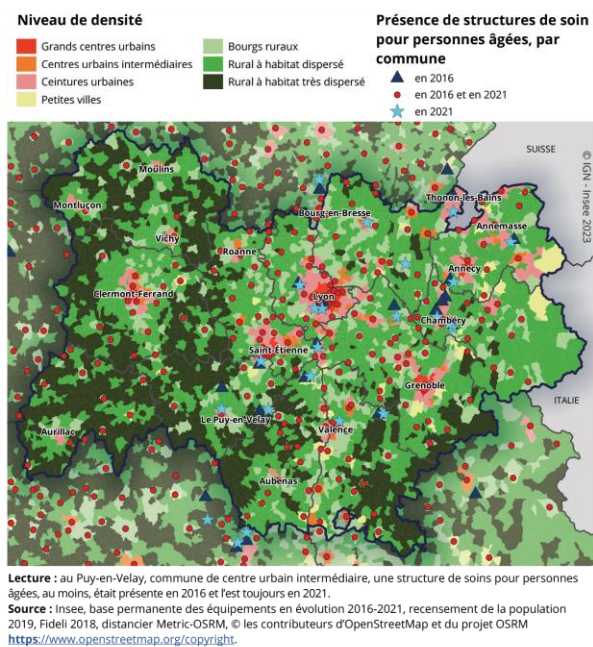 Niveau de densité
Grands centres urbains
Centres urbains intermédiaires
Ceintures urbaines
Petites villes
Bourgs ruraux
Rural à habitat dispersé
Rural à habitat très dispersé
Présence de structures de soin
pour personnes âgées, par
commune
en 2016
en 2016 et en 2021
en 2021
SUISSE
© IGN - Insee 2023
Moulins
Montluçon
Thonon-les-Bains
Bourg-en-Bresse
Annemasse
Vichy
Roanne
Annecy
Clermont-Ferrand
Lyon
Chambéry
Saint-Étienne
Grenoble
ITALIE
Le Puy-en-Velay
Aurillac
Valence
Aubenas
Lecture : au Puy-en-Velay, commune de centre urbain intermédiaire, une structure de soins pour personnes
âgées, au moins, était présente en 2016 et l'est toujours en 2021.
Source : Insee, base permanente des équipements en évolution 2016-2021, recensement de la population
2019, Fideli 2018, distancier Metric-OSRM, © les contributeurs d'OpenStreetMap et du projet OSRM
https://www.openstreetmap.org/copyright.